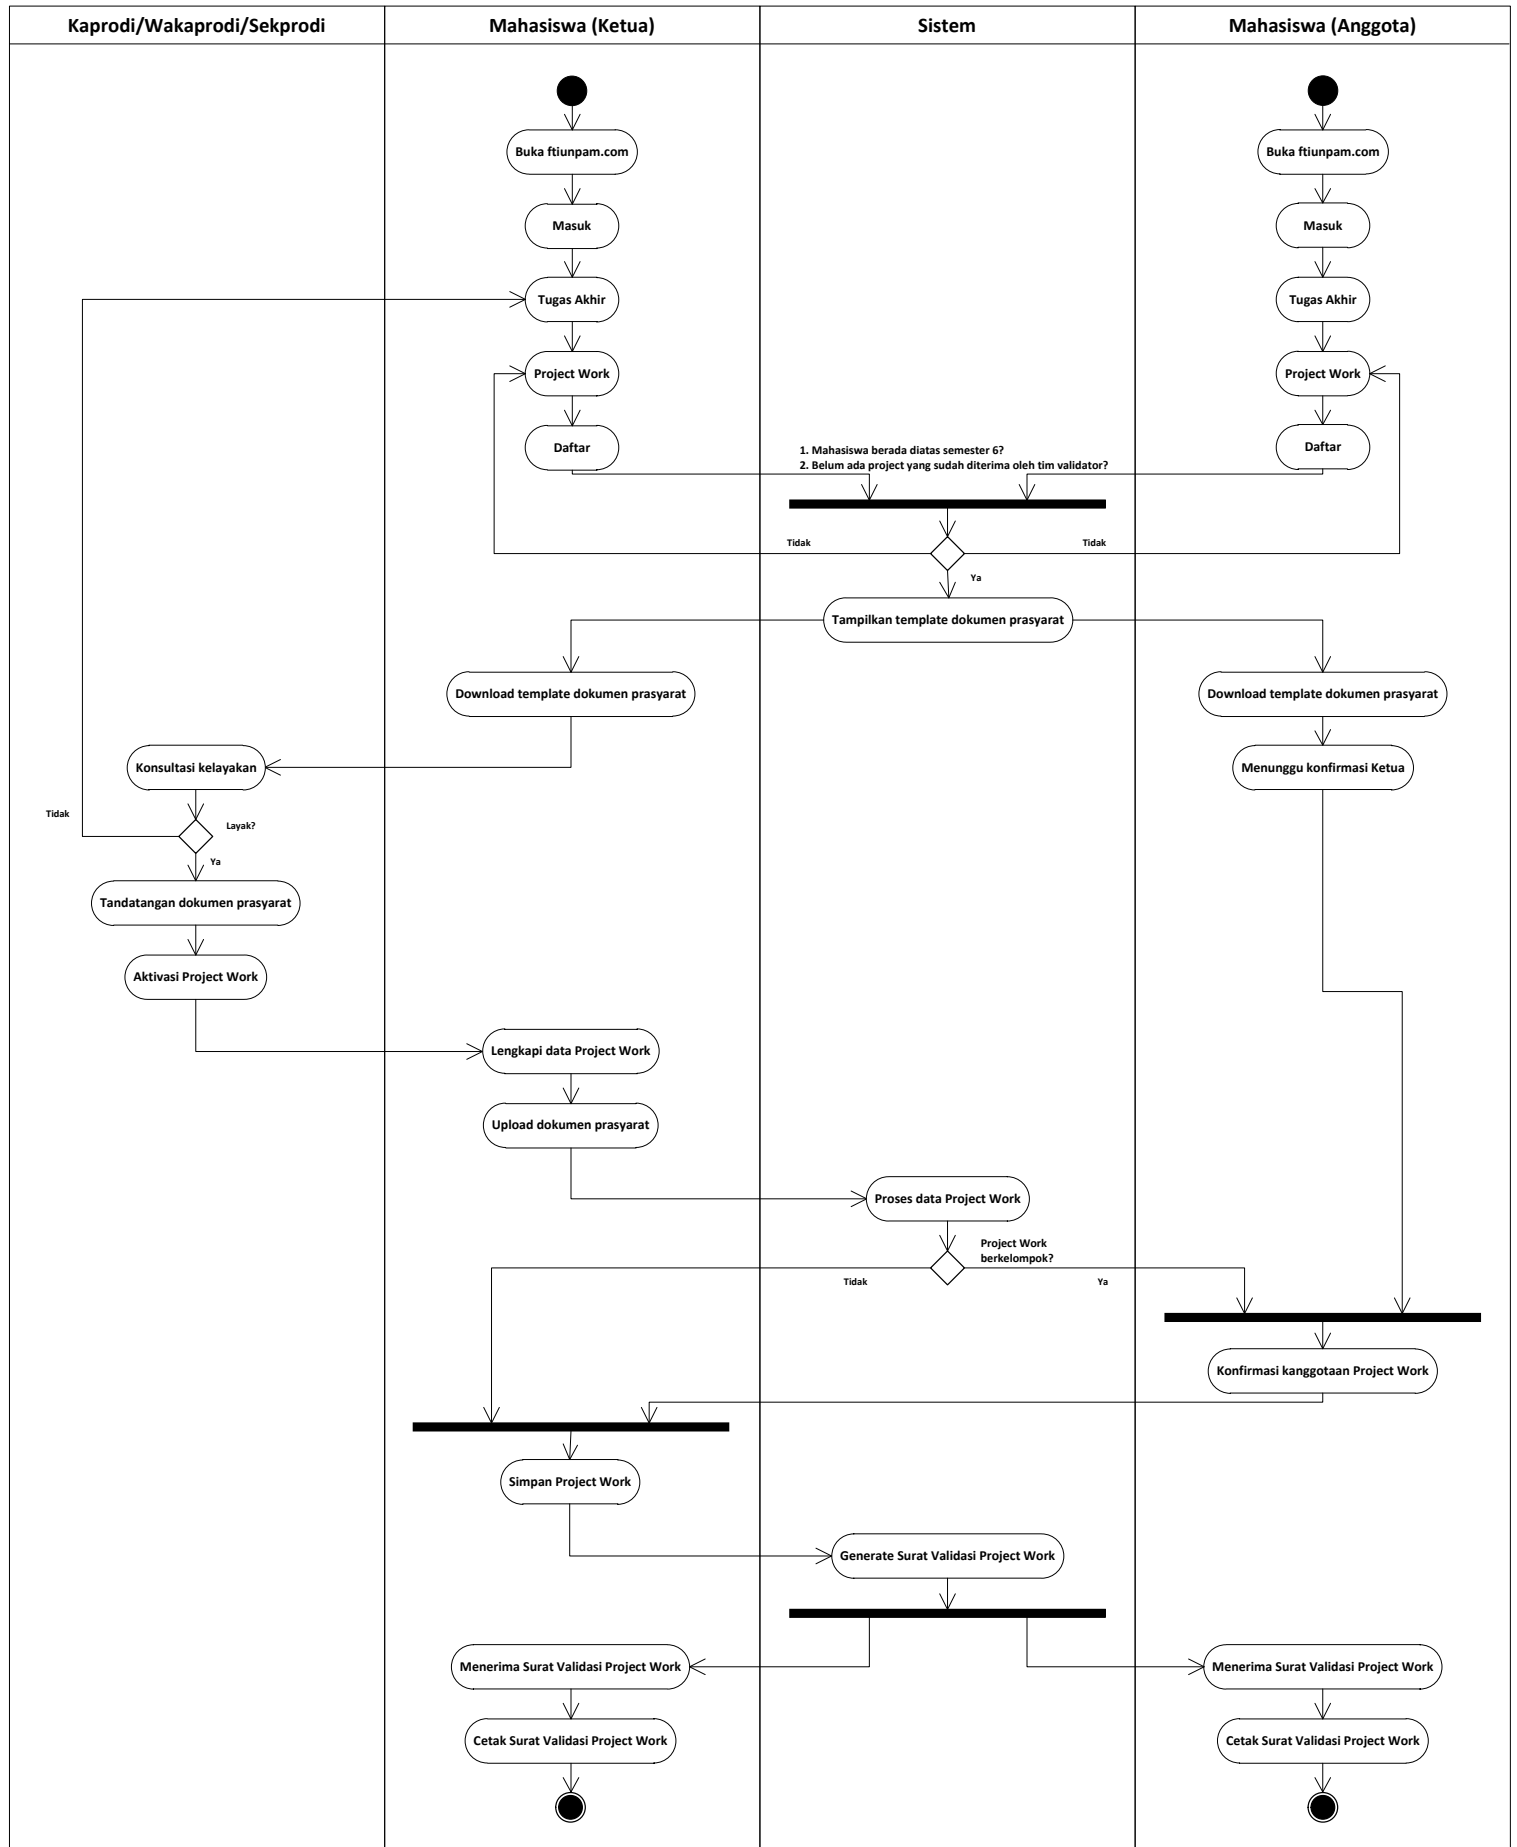 Kaprodi/Wakaprodi/Sekprodi
Mahasiswa (Ketua)
Sistem
Mahasiswa (Anggota)
Buka ftiunpam.com
Buka ftiunpam.com
Masuk
Masuk
Tugas Akhir
Tugas Akhir
Project Work
Project Work
Daftar
Daftar
1. Mahasiswa berada diatas semester 6?
2. Belum ada project yang sudah diterima oleh tim validator?
Tidak
Tidak
Ya
Tampilkan template dokumen prasyarat
Download template dokumen prasyarat
Download template dokumen prasyarat
Konsultasi kelayakan
Menunggu konfirmasi Ketua
Tidak
Layak?
Ya
Tandatangan dokumen prasyarat
Aktivasi Project Work
Lengkapi data Project Work
Upload dokumen prasyarat
Proses data Project Work
Project Work
berkelompok?
Tidak
Ya
Konfirmasi kanggotaan Project Work
Simpan Project Work
Generate Surat Validasi Project Work
Menerima Surat Validasi Project Work
Menerima Surat Validasi Project Work
Cetak Surat Validasi Project Work
Cetak Surat Validasi Project Work